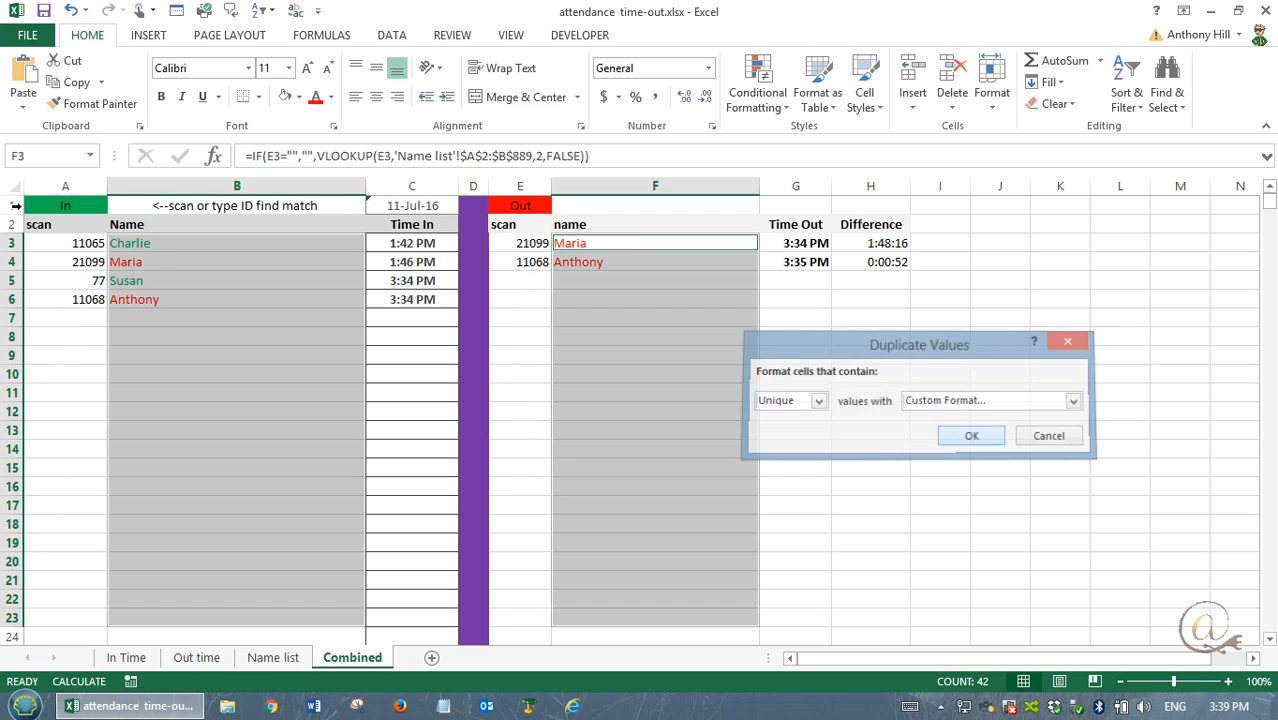 attendance time-out.xlsx - Excel
FILE HOME INSERT PAGE LAYOUT FORMULAS DATA REVIEW VIEW DEVELOPER Anthony Hill
Paste Cut Copy Format Painter
Clipboard
Calibri 11
B I U A
Font
Wrap Text
Merge & Center
Alignment
General
$ % ,
Number
Conditional Formatting
Format as Table
Cell Styles
Styles
Insert Delete Format
Cells
AutoSum
Fill
Clear
Sort & Filter
Find & Select
Editing
F3 fx =IF(E3="","",VLOOKUP(E3,'Name list'!$A$2:$B$889,2,FALSE))
A B C D E F G H I J K L M N
1 In <--scan or type ID find match 11-Jul-16 Out
2 scan Name Time In scan name Time Out Difference
3 11065 Charlie 1:42 PM 21099 Maria 3:34 PM 1:48:16
4 21099 Maria 1:46 PM 11068 Anthony 3:35 PM 0:00:52
5 77 Susan 3:34 PM
6 11068 Anthony 3:34 PM
7
8
9
10
11
12
13
14
15
16
17
18
19
20
21
22
23
24
Duplicate Values ?
Format cells that contain:
Unique values with Custom Format...
OK Cancel
In Time Out time Name list Combined
READY CALCULATE COUNT: 42 100%
attendance time-ou... ENG 3:39 PM